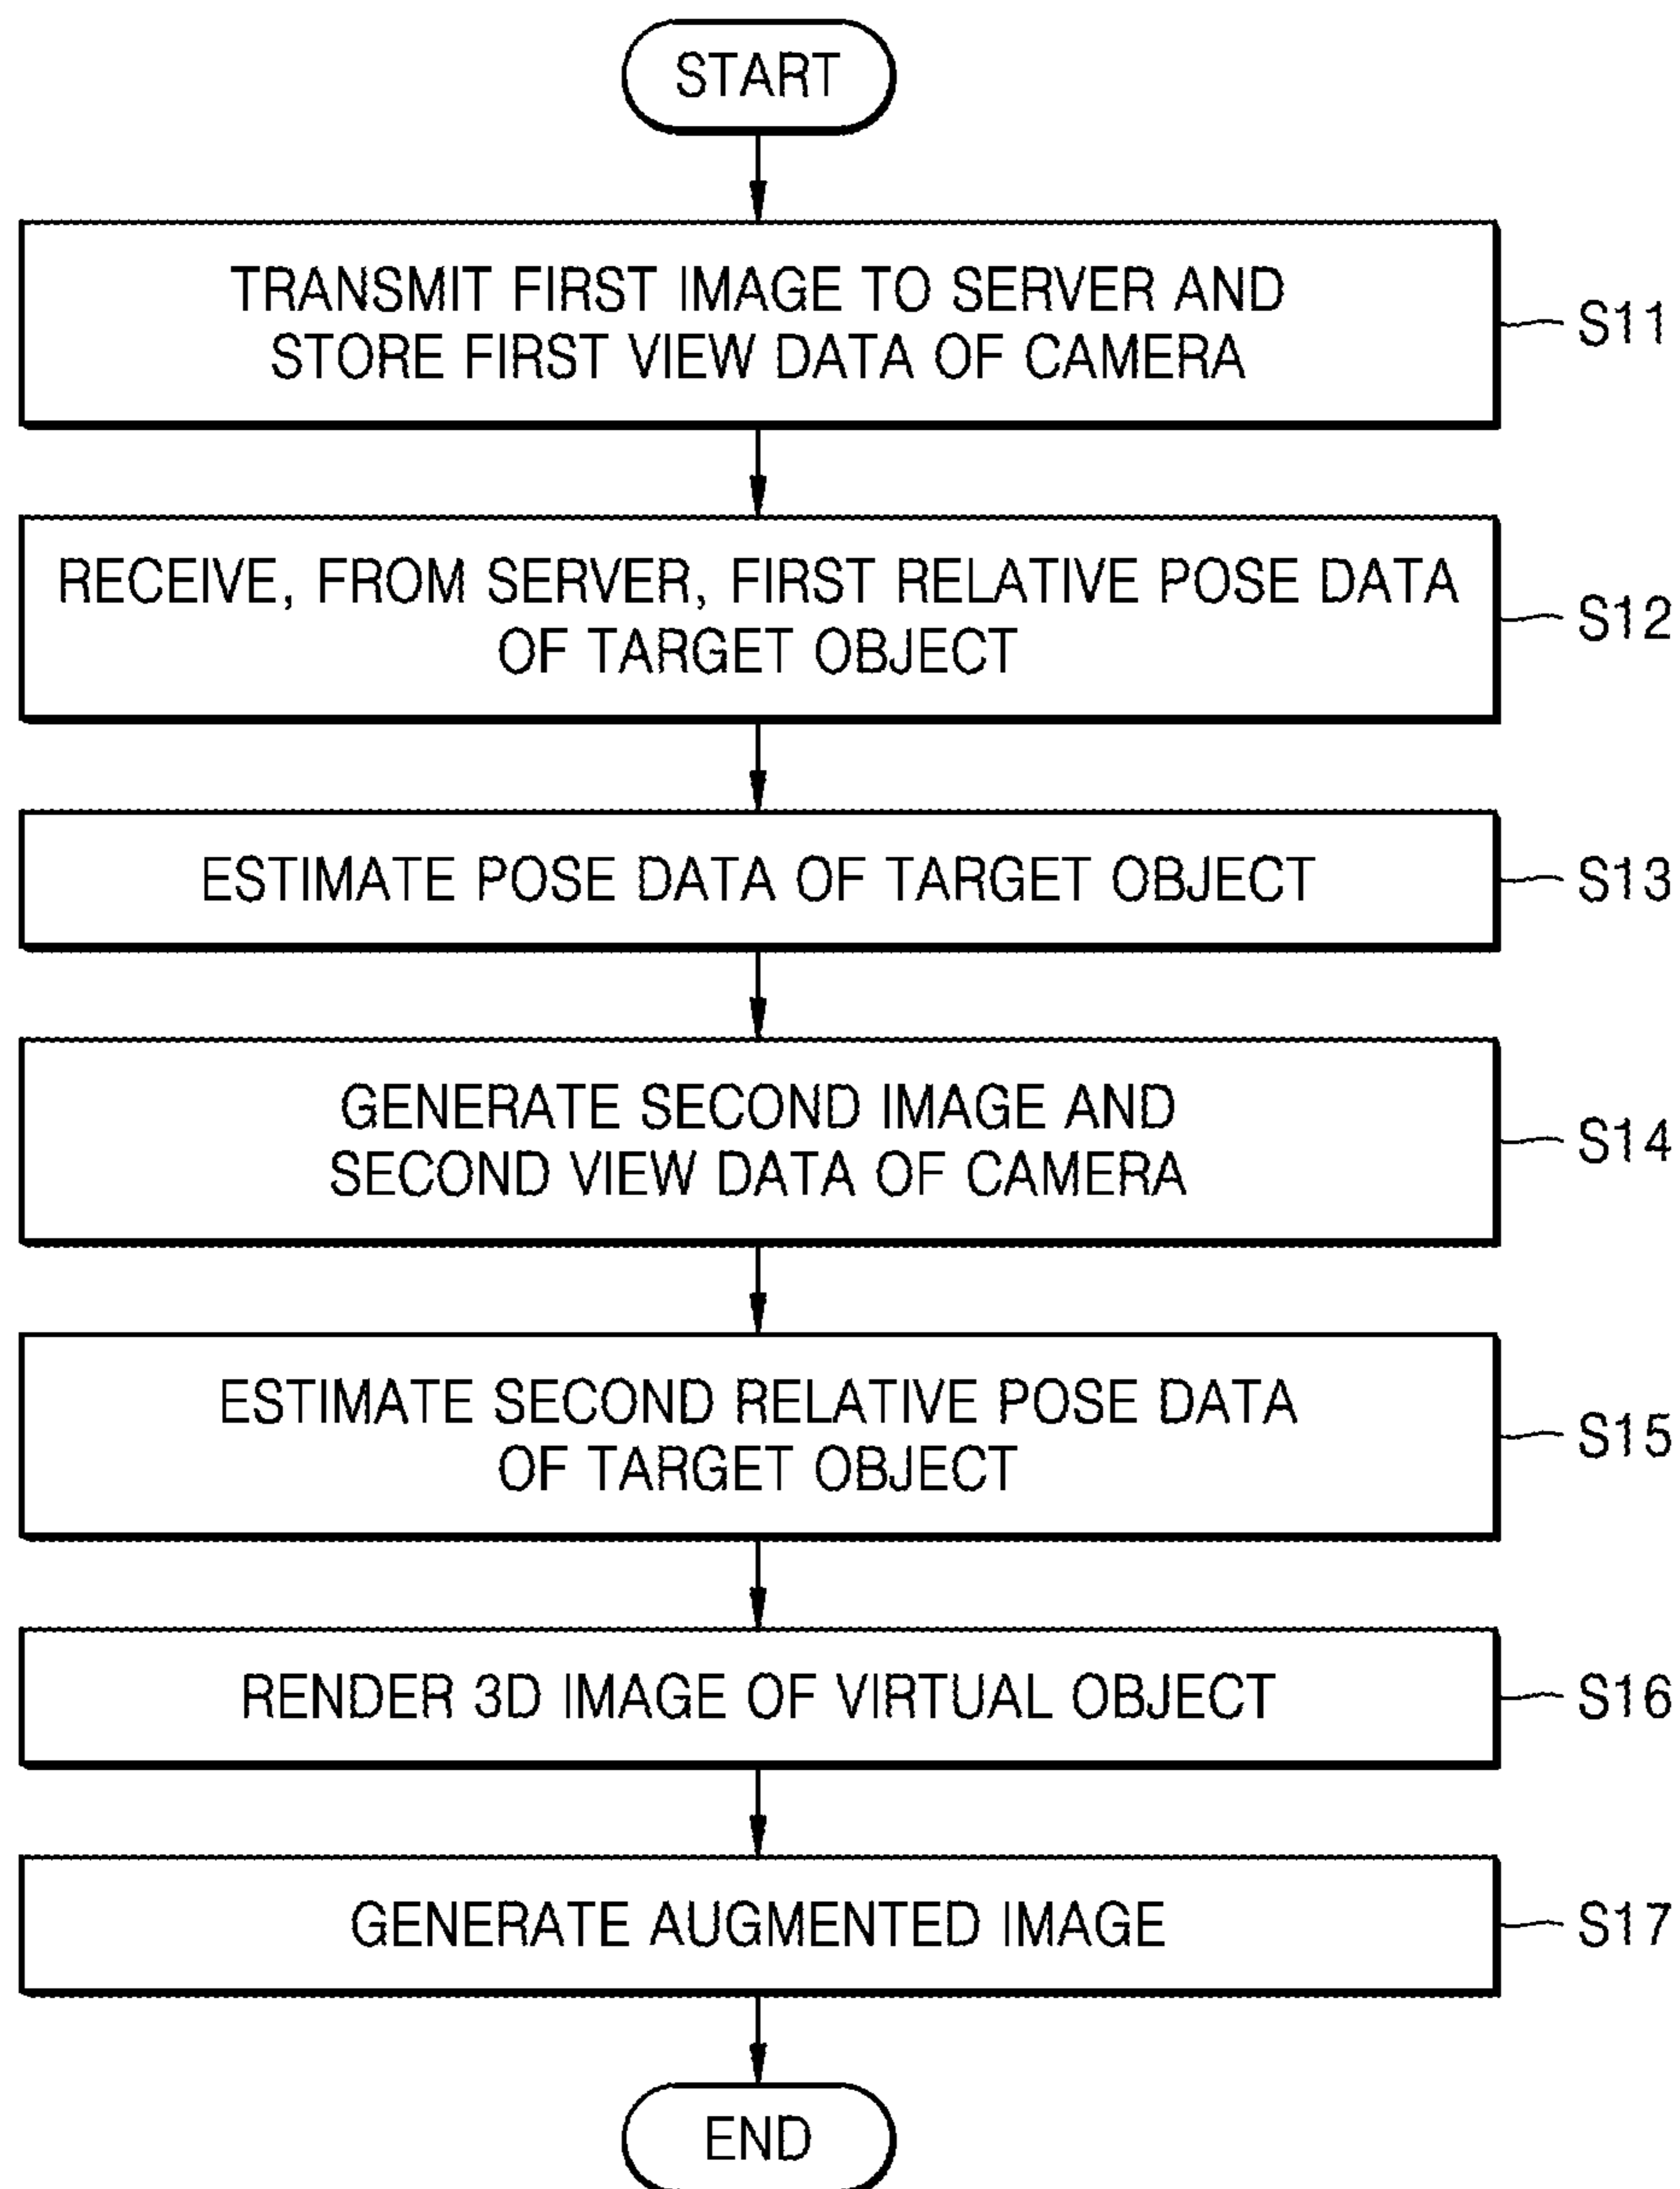 START
TRANSMIT FIRST IMAGE TO SERVER AND
STORE FIRST VIEW DATA OF CAMERA
S11
RECEIVE, FROM SERVER, FIRST RELATIVE POSE DATA
OF TARGET OBJECT
S12
ESTIMATE POSE DATA OF TARGET OBJECT
S13
GENERATE SECOND IMAGE AND
SECOND VIEW DATA OF CAMERA
S14
ESTIMATE SECOND RELATIVE POSE DATA
OF TARGET OBJECT
S15
RENDER 3D IMAGE OF VIRTUAL OBJECT
S16
GENERATE AUGMENTED IMAGE
S17
END